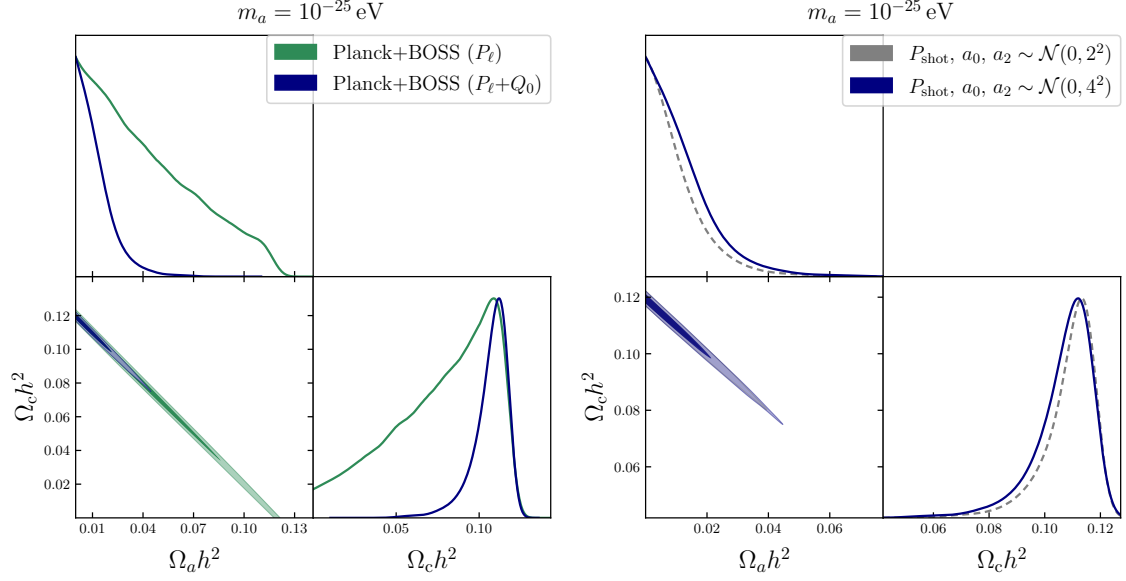 m_a = 10^{-25} eV
Planck+BOSS (P_ℓ)
Planck+BOSS (P_ℓ+Q_0)
0.12
0.10
0.08
0.06
0.04
0.02
Ω_c h^2
0.01 0.04 0.07 0.10 0.13
0.05 0.10
Ω_a h^2
Ω_c h^2
m_a = 10^{-25} eV
P_shot, a_0, a_2 ∼ 𝒩(0, 2^2)
P_shot, a_0, a_2 ∼ 𝒩(0, 4^2)
0.12
0.10
0.08
0.06
Ω_c h^2
0.02 0.04 0.06
0.06 0.08 0.10 0.12
Ω_a h^2
Ω_c h^2